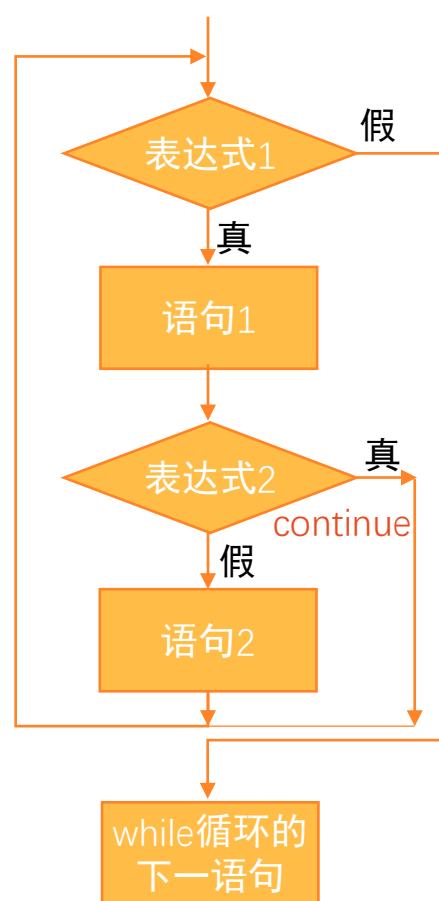 假
表达式1
真
语句1
真
表达式2
continue
假
语句2
while循环的
下一语句